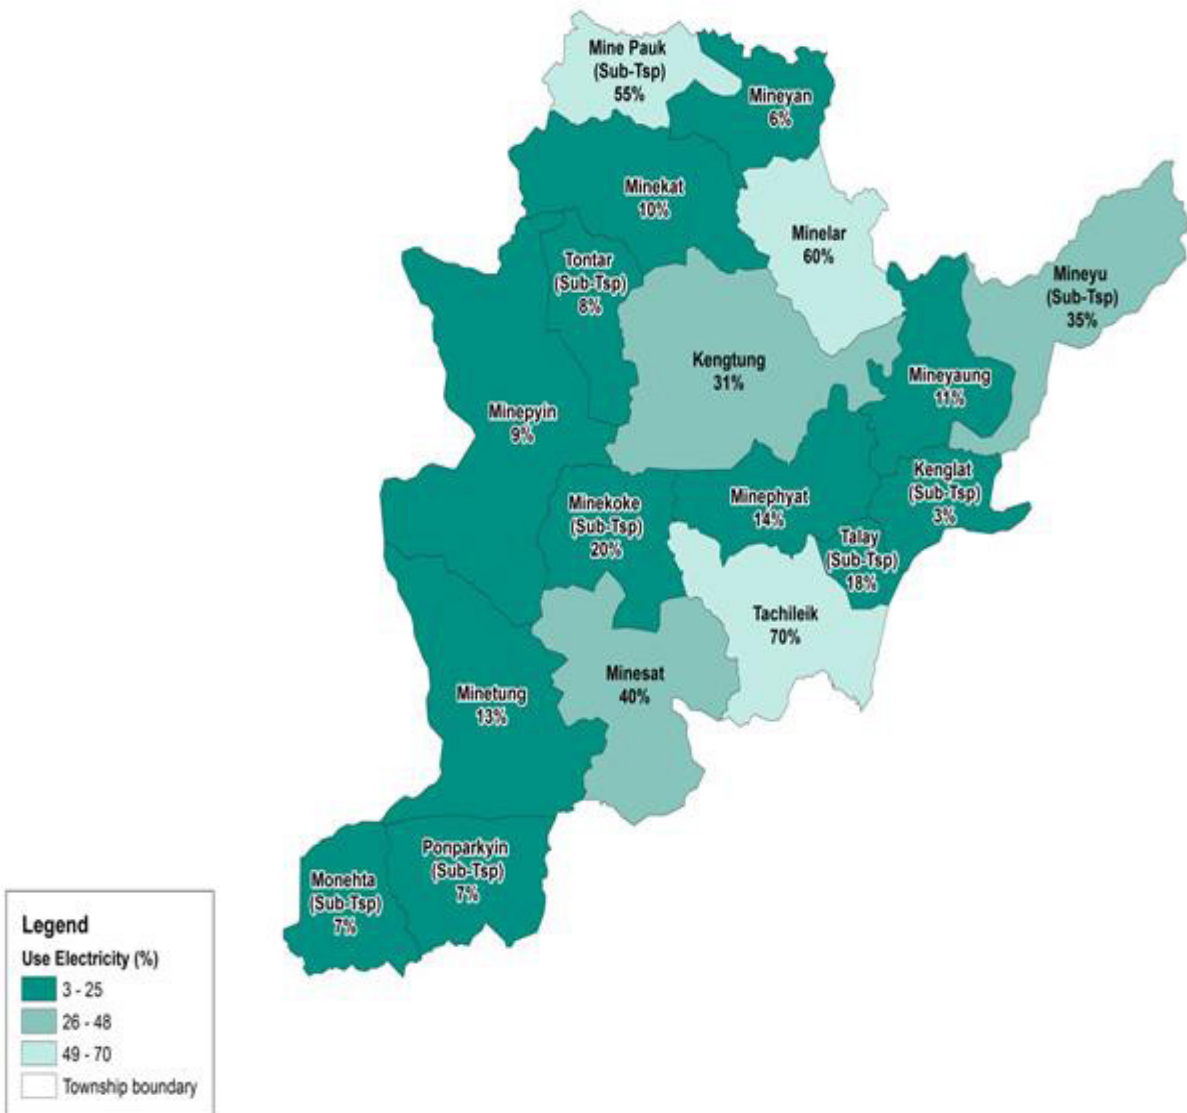 Mine Pauk
(Sub-Tsp)
55%
Mineyan
6%
Minekat
10%
Minelar
60%
Tontar
(Sub-Tsp)
8%
Mineyu
(Sub-Tsp)
35%
Kengtung
31%
Mineyaung
11%
Minepyin
9%
Kenglat
(Sub-Tsp)
3%
Minekoke
(Sub-Tsp)
20%
Minephyat
14%
Talay
(Sub-Tsp)
18%
Tachileik
70%
Minesat
40%
Minetung
13%
Ponparkyin
(Sub-Tsp)
7%
Monehta
(Sub-Tsp)
7%
Legend
Use Electricity (%)
3 - 25
26 - 48
49 - 70
Township boundary